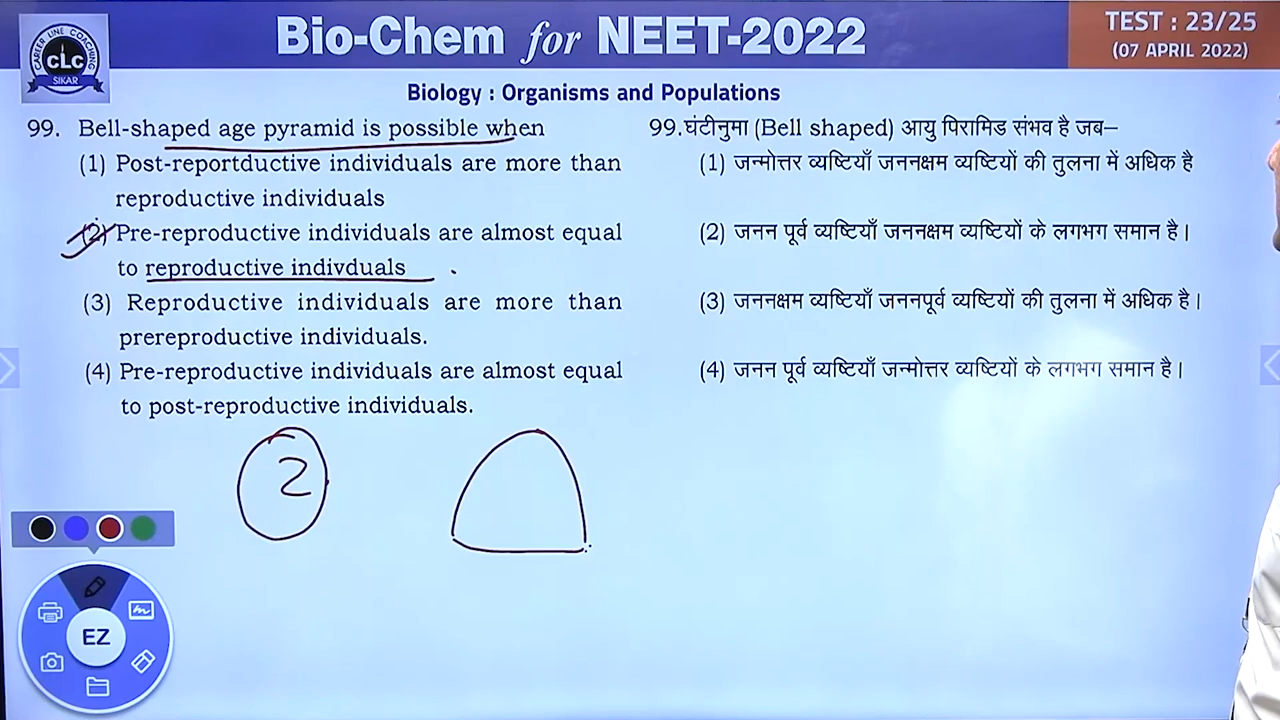 CAREER LINE COACHING
CLC
SIKAR
Bio-Chem for NEET-2022
TEST : 23/25
(07 APRIL 2022)
Biology : Organisms and Populations
99. Bell-shaped age pyramid is possible when
(1) Post-reportductive individuals are more than
reproductive individuals
(2) Pre-reproductive individuals are almost equal
to reproductive indivduals
(3) Reproductive individuals are more than
prereproductive individuals.
(4) Pre-reproductive individuals are almost equal
to post-reproductive individuals.
99. घंटीनुमा (Bell shaped) आयु पिरामिड संभव है जब–
(1) जन्मोत्तर व्यष्टियाँ जननक्षम व्यष्टियों की तुलना में अधिक है
(2) जनन पूर्व व्यष्टियाँ जननक्षम व्यष्टियों के लगभग समान है।
(3) जननक्षम व्यष्टियाँ जननपूर्व व्यष्टियों की तुलना में अधिक है।
(4) जनन पूर्व व्यष्टियाँ जन्मोत्तर व्यष्टियों के लगभग समान है।
2
EZ